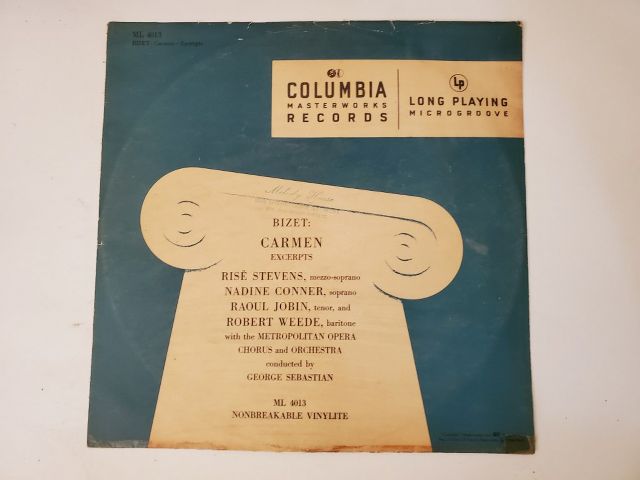 ML 4013
BIZET: Carmen - Excerpts
COLUMBIA
MASTERWORKS
RECORDS
LP
LONG PLAYING
MICROGROOVE
Melody House
BIZET:
CARMEN
EXCERPTS
RISË STEVENS, mezzo-soprano
NADINE CONNER, soprano
RAOUL JOBIN, tenor, and
ROBERT WEEDE, baritone
with the METROPOLITAN OPERA
CHORUS and ORCHESTRA
conducted by
GEORGE SEBASTIAN
ML 4013
NONBREAKABLE VINYLITE